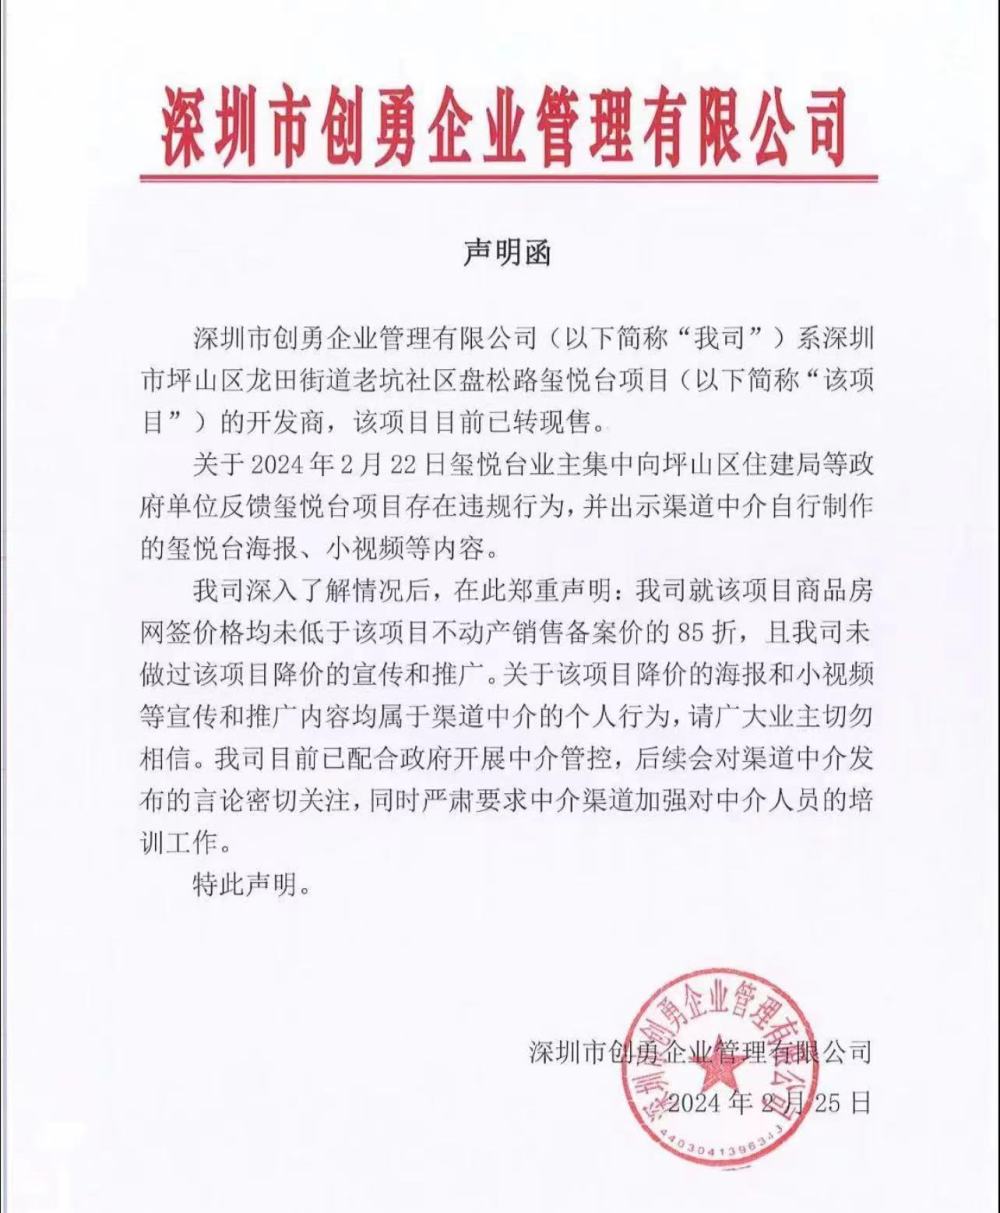 深圳市创勇企业管理有限公司
声明函
深圳市创勇企业管理有限公司（以下简称“我司”）系深圳
市坪山区龙田街道老坑社区盘松路玺悦台项目（以下简称“该项
目”）的开发商，该项目目前已转现售。
关于2024年2月22日玺悦台业主集中向坪山区住建局等政
府单位反馈玺悦台项目存在违规行为，并出示渠道中介自行制作
的玺悦台海报、小视频等内容。
我司深入了解情况后，在此郑重声明：我司就该项目商品房
网签价格均未低于该项目不动产销售备案价的85折，且我司未
做过该项目降价的宣传和推广。关于该项目降价的海报和小视频
等宣传和推广内容均属于渠道中介的个人行为，请广大业主切勿
相信。我司目前已配合政府开展中介管控，后续会对渠道中介发
布的言论密切关注，同时严肃要求中介渠道加强对中介人员的培
训工作。
特此声明。
深圳市创勇企业管理有限公司
2024年2月25日
深圳市创勇企业管理有限公司